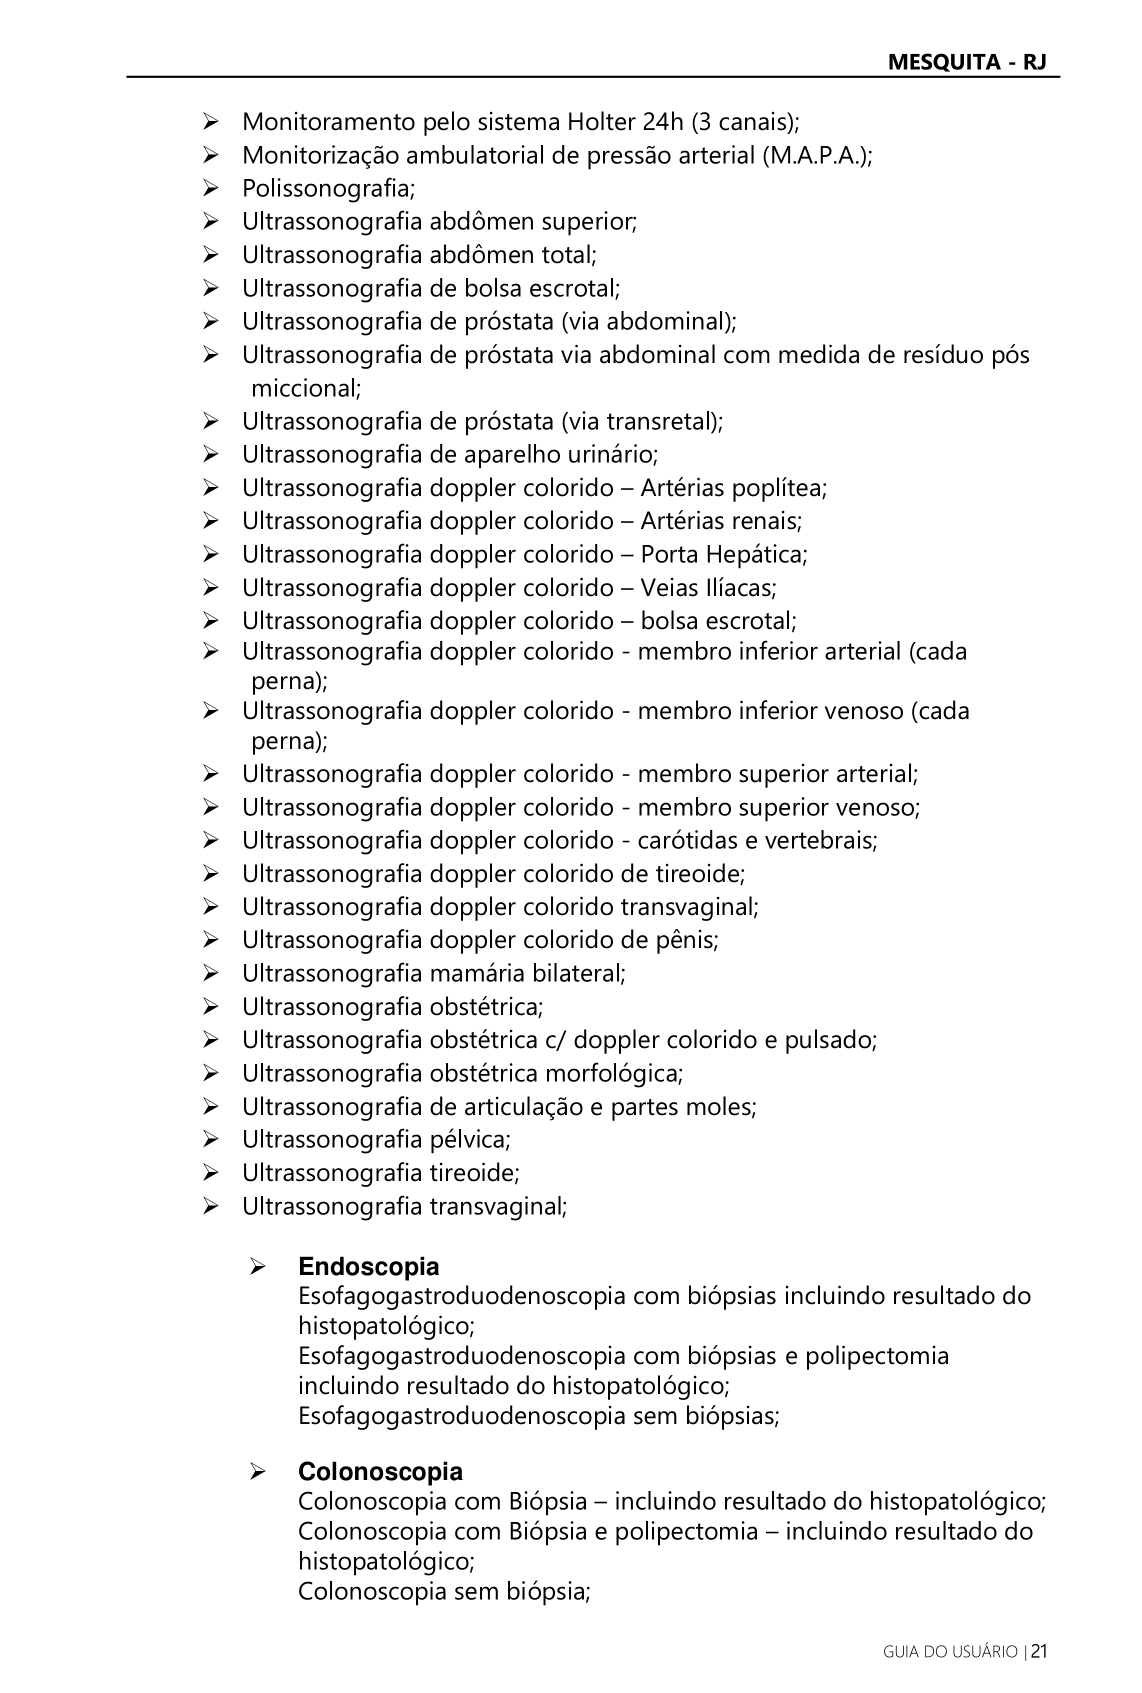 MESQUITA - RJ
➢ Monitoramento pelo sistema Holter 24h (3 canais);
➢ Monitorização ambulatorial de pressão arterial (M.A.P.A.);
➢ Polissonografia;
➢ Ultrassonografia abdômen superior;
➢ Ultrassonografia abdômen total;
➢ Ultrassonografia de bolsa escrotal;
➢ Ultrassonografia de próstata (via abdominal);
➢ Ultrassonografia de próstata via abdominal com medida de resíduo pós
miccional;
➢ Ultrassonografia de próstata (via transretal);
➢ Ultrassonografia de aparelho urinário;
➢ Ultrassonografia doppler colorido – Artérias poplítea;
➢ Ultrassonografia doppler colorido – Artérias renais;
➢ Ultrassonografia doppler colorido – Porta Hepática;
➢ Ultrassonografia doppler colorido – Veias Ilíacas;
➢ Ultrassonografia doppler colorido – bolsa escrotal;
➢ Ultrassonografia doppler colorido - membro inferior arterial (cada
perna);
➢ Ultrassonografia doppler colorido - membro inferior venoso (cada
perna);
➢ Ultrassonografia doppler colorido - membro superior arterial;
➢ Ultrassonografia doppler colorido - membro superior venoso;
➢ Ultrassonografia doppler colorido - carótidas e vertebrais;
➢ Ultrassonografia doppler colorido de tireoide;
➢ Ultrassonografia doppler colorido transvaginal;
➢ Ultrassonografia doppler colorido de pênis;
➢ Ultrassonografia mamária bilateral;
➢ Ultrassonografia obstétrica;
➢ Ultrassonografia obstétrica c/ doppler colorido e pulsado;
➢ Ultrassonografia obstétrica morfológica;
➢ Ultrassonografia de articulação e partes moles;
➢ Ultrassonografia pélvica;
➢ Ultrassonografia tireoide;
➢ Ultrassonografia transvaginal;
➢ Endoscopia
Esofagogastroduodenoscopia com biópsias incluindo resultado do
histopatológico;
Esofagogastroduodenoscopia com biópsias e polipectomia
incluindo resultado do histopatológico;
Esofagogastroduodenoscopia sem biópsias;
➢ Colonoscopia
Colonoscopia com Biópsia – incluindo resultado do histopatológico;
Colonoscopia com Biópsia e polipectomia – incluindo resultado do
histopatológico;
Colonoscopia sem biópsia;
GUIA DO USUÁRIO | 21